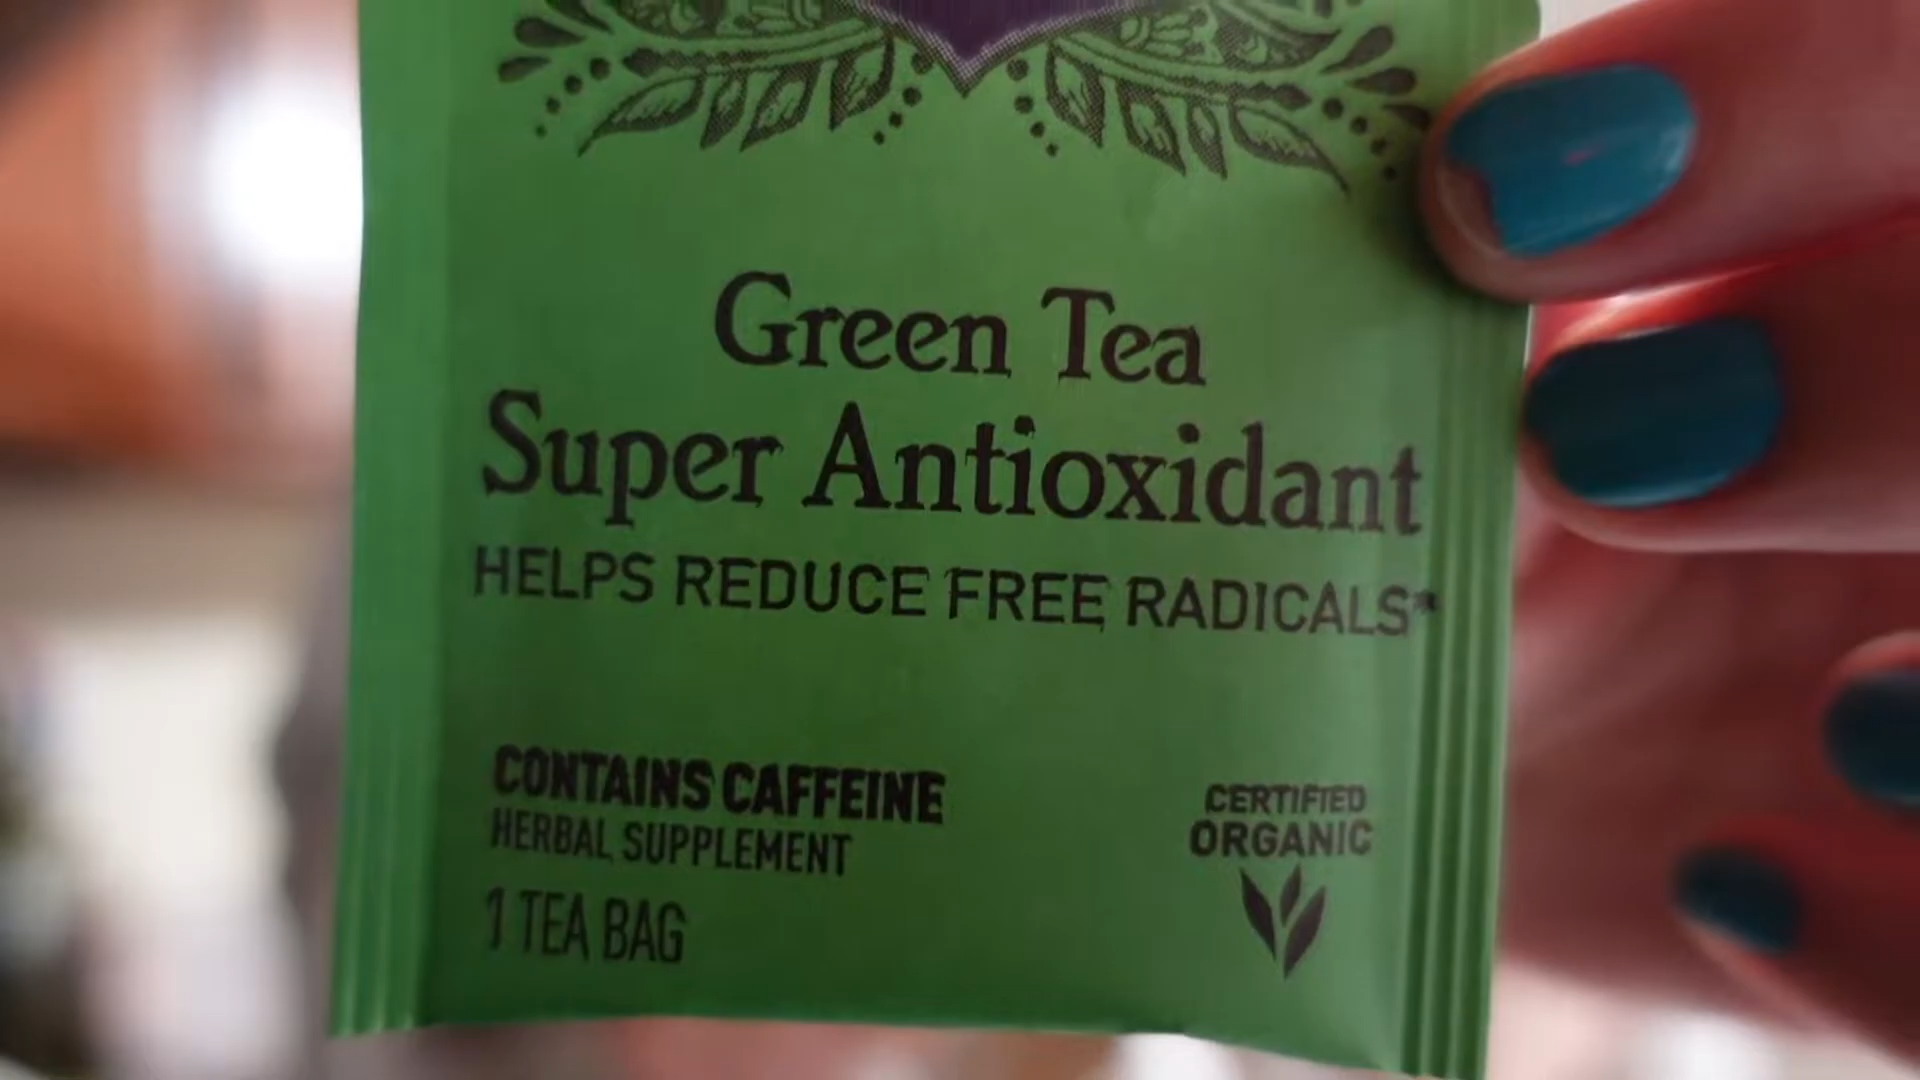 Green Tea
Super Antioxidant
HELPS REDUCE FREE RADICALS*
CONTAINS CAFFEINE
HERBAL SUPPLEMENT
1 TEA BAG
CERTIFIED
ORGANIC